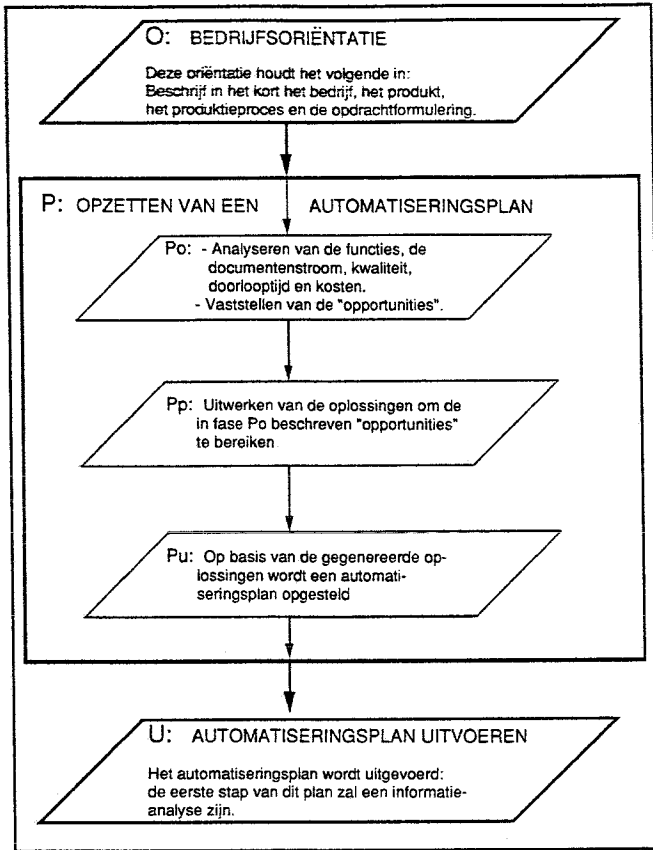 O: BEDRIJFSORIËNTATIE
Deze oriëntatie houdt het volgende in:
Beschrijf in het kort het bedrijf, het produkt,
het produktieproces en de opdrachtformulering.
P: OPZETTEN VAN EEN AUTOMATISERINGSPLAN
Po: - Analyseren van de functies, de
documentenstroom, kwaliteit,
doorlooptijd en kosten.
- Vaststellen van de "opportunities".
Pp: Uitwerken van de oplossingen om de
in fase Po beschreven "opportunities"
te bereiken
Pu: Op basis van de gegenereerde op-
lossingen wordt een automati-
seringsplan opgesteld
U: AUTOMATISERINGSPLAN UITVOEREN
Het automatiseringsplan wordt uitgevoerd:
de eerste stap van dit plan zal een informatie-
analyse zijn.